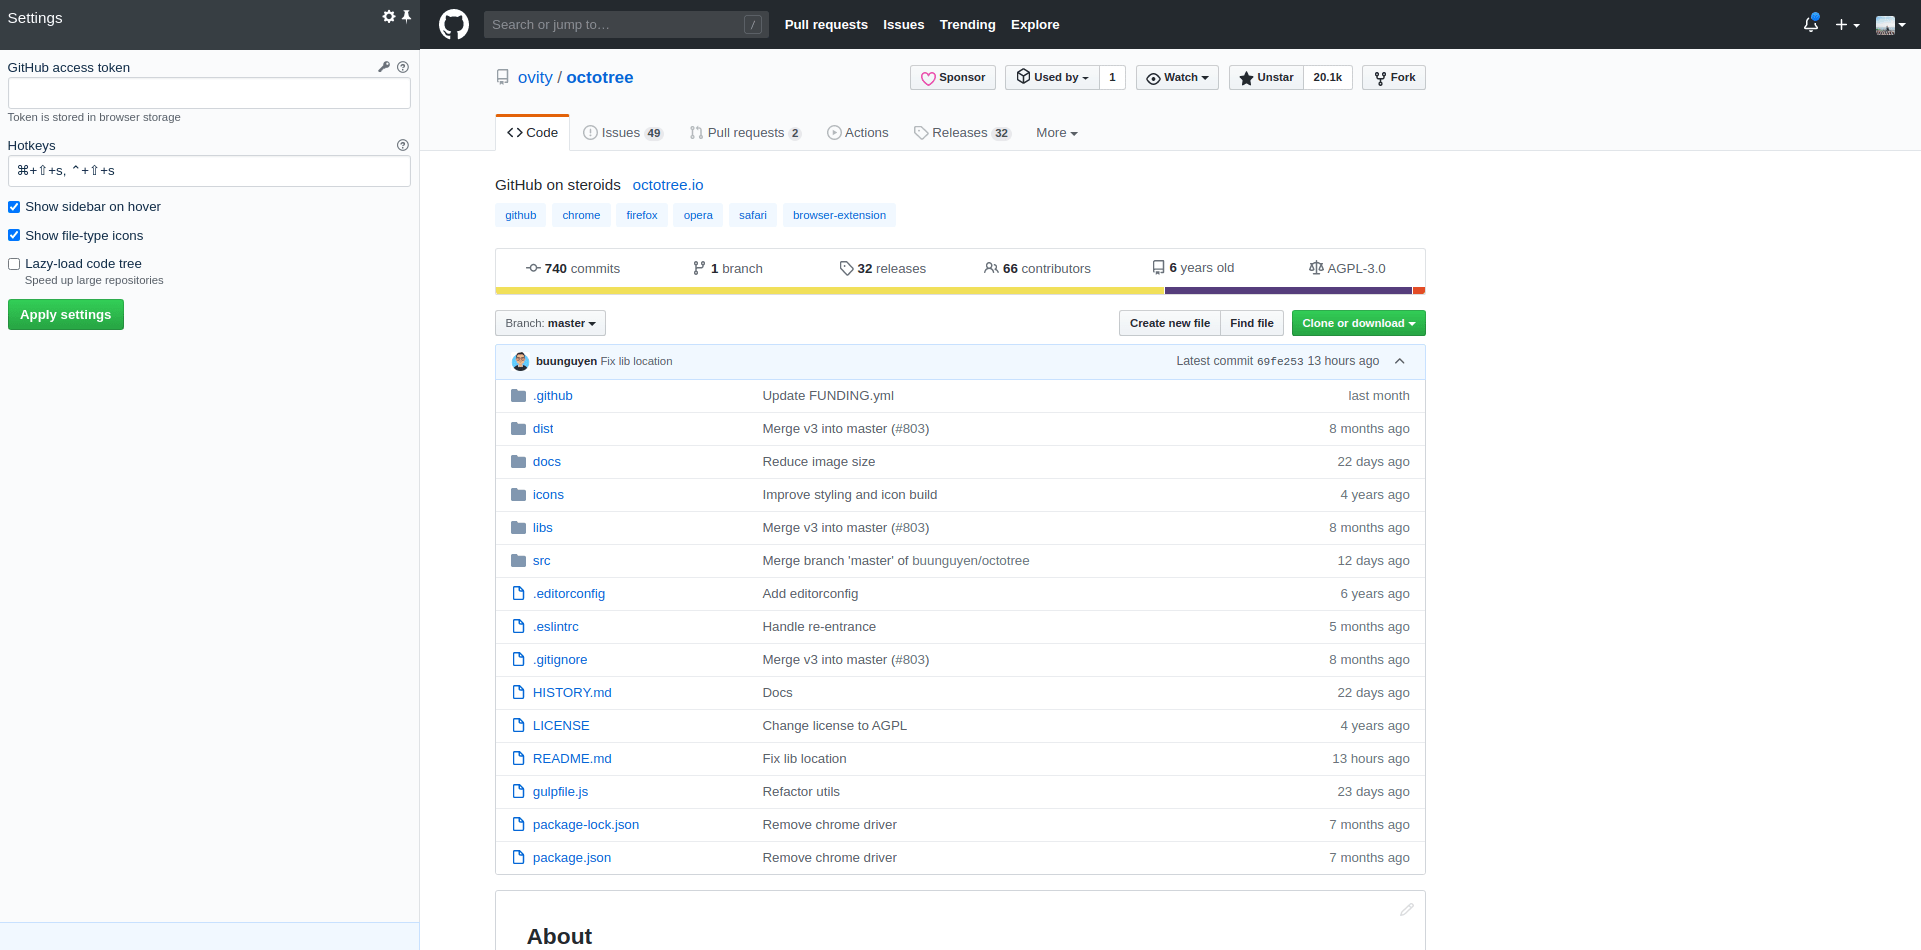 Settings
GitHub access token
Token is stored in browser storage
Hotkeys
⌘+⇧+s, ⌃+⇧+s
Show sidebar on hover
Show file-type icons
Lazy-load code tree
Speed up large repositories
Apply settings
Search or jump to… / Pull requests Issues Trending Explore
ovity / octotree Sponsor Used by 1 Watch Unstar 20.1k Fork
Code Issues 49 Pull requests 2 Actions Releases 32 More
GitHub on steroids octotree.io
github chrome firefox opera safari browser-extension
740 commits 1 branch 32 releases 66 contributors 6 years old AGPL-3.0
Branch: master Create new file Find file Clone or download
buunguyen Fix lib location Latest commit 69fe253 13 hours ago
.github Update FUNDING.yml last month
dist Merge v3 into master (#803) 8 months ago
docs Reduce image size 22 days ago
icons Improve styling and icon build 4 years ago
libs Merge v3 into master (#803) 8 months ago
src Merge branch 'master' of buunguyen/octotree 12 days ago
.editorconfig Add editorconfig 6 years ago
.eslintrc Handle re-entrance 5 months ago
.gitignore Merge v3 into master (#803) 8 months ago
HISTORY.md Docs 22 days ago
LICENSE Change license to AGPL 4 years ago
README.md Fix lib location 13 hours ago
gulpfile.js Refactor utils 23 days ago
package-lock.json Remove chrome driver 7 months ago
package.json Remove chrome driver 7 months ago
About